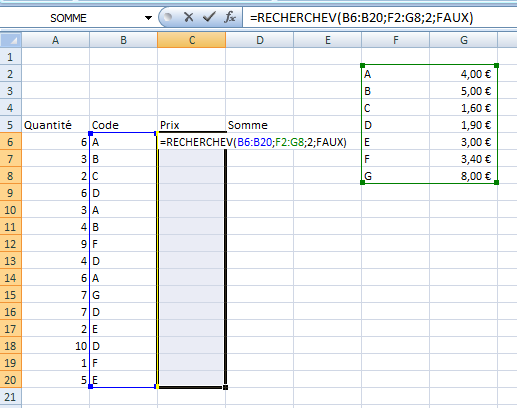 SOMME =RECHERCHEV(B6:B20;F2:G8;2;FAUX)
A B C D E F G
1
2 A 4,00 €
3 B 5,00 €
4 C 1,60 €
5 Quantité Code Prix Somme D 1,90 €
6 6 A =RECHERCHEV(B6:B20;F2:G8;2;FAUX) E 3,00 €
7 3 B F 3,40 €
8 2 C G 8,00 €
9 6 D
10 3 A
11 4 B
12 9 F
13 4 D
14 6 A
15 7 G
16 7 D
17 2 E
18 10 D
19 1 F
20 5 E
21